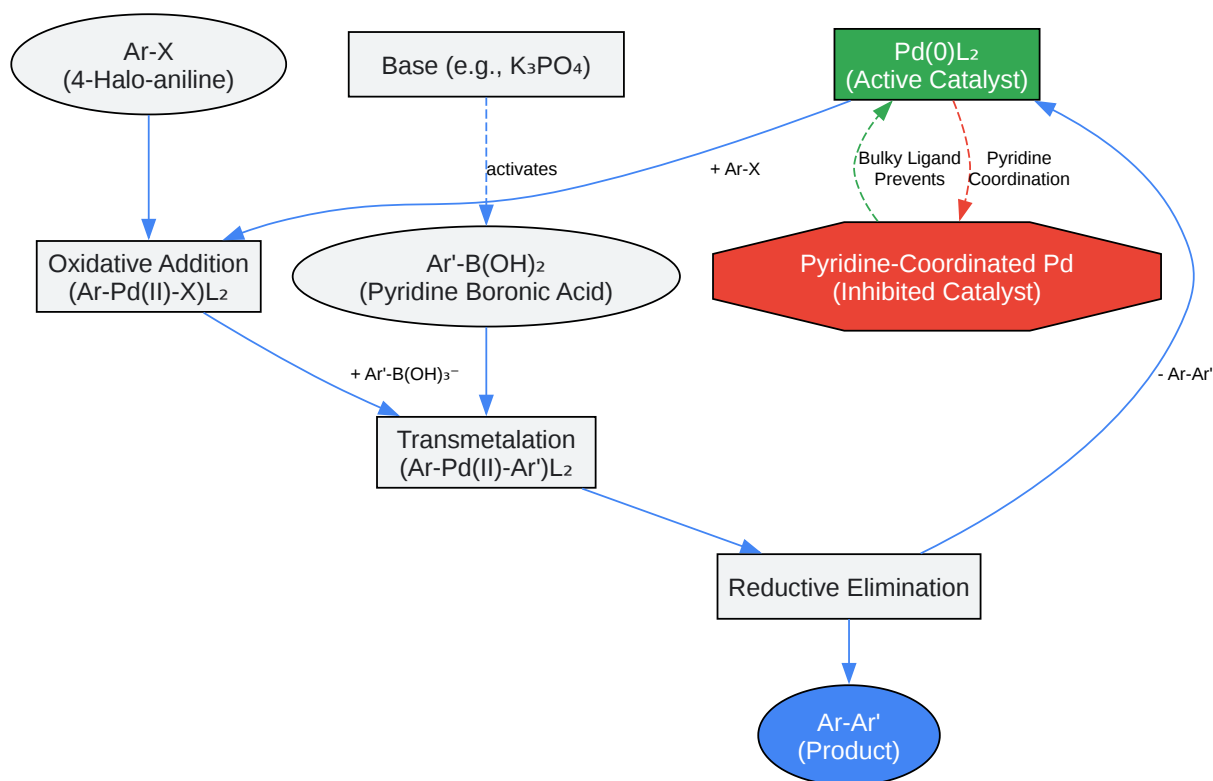 Ar-X
(4-Halo-aniline)
Base (e.g., K₃PO₄)
Pd(0)L₂
(Active Catalyst)
activates
+ Ar-X
Bulky Ligand
Prevents
Pyridine
Coordination
Oxidative Addition
(Ar-Pd(II)-X)L₂
Ar'-B(OH)₂
(Pyridine Boronic Acid)
Pyridine-Coordinated Pd
(Inhibited Catalyst)
+ Ar'-B(OH)₃⁻
- Ar-Ar'
Transmetalation
(Ar-Pd(II)-Ar')L₂
Reductive Elimination
Ar-Ar'
(Product)